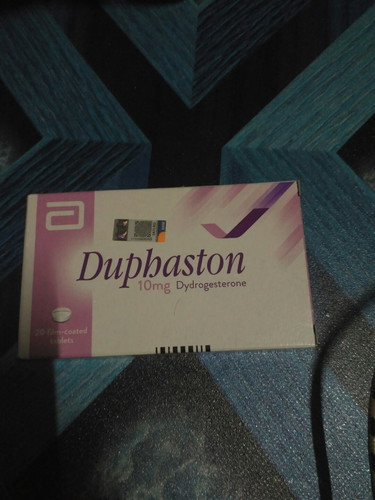 Duphaston
10mg Dydrogesterone
20 film-coated
tablets